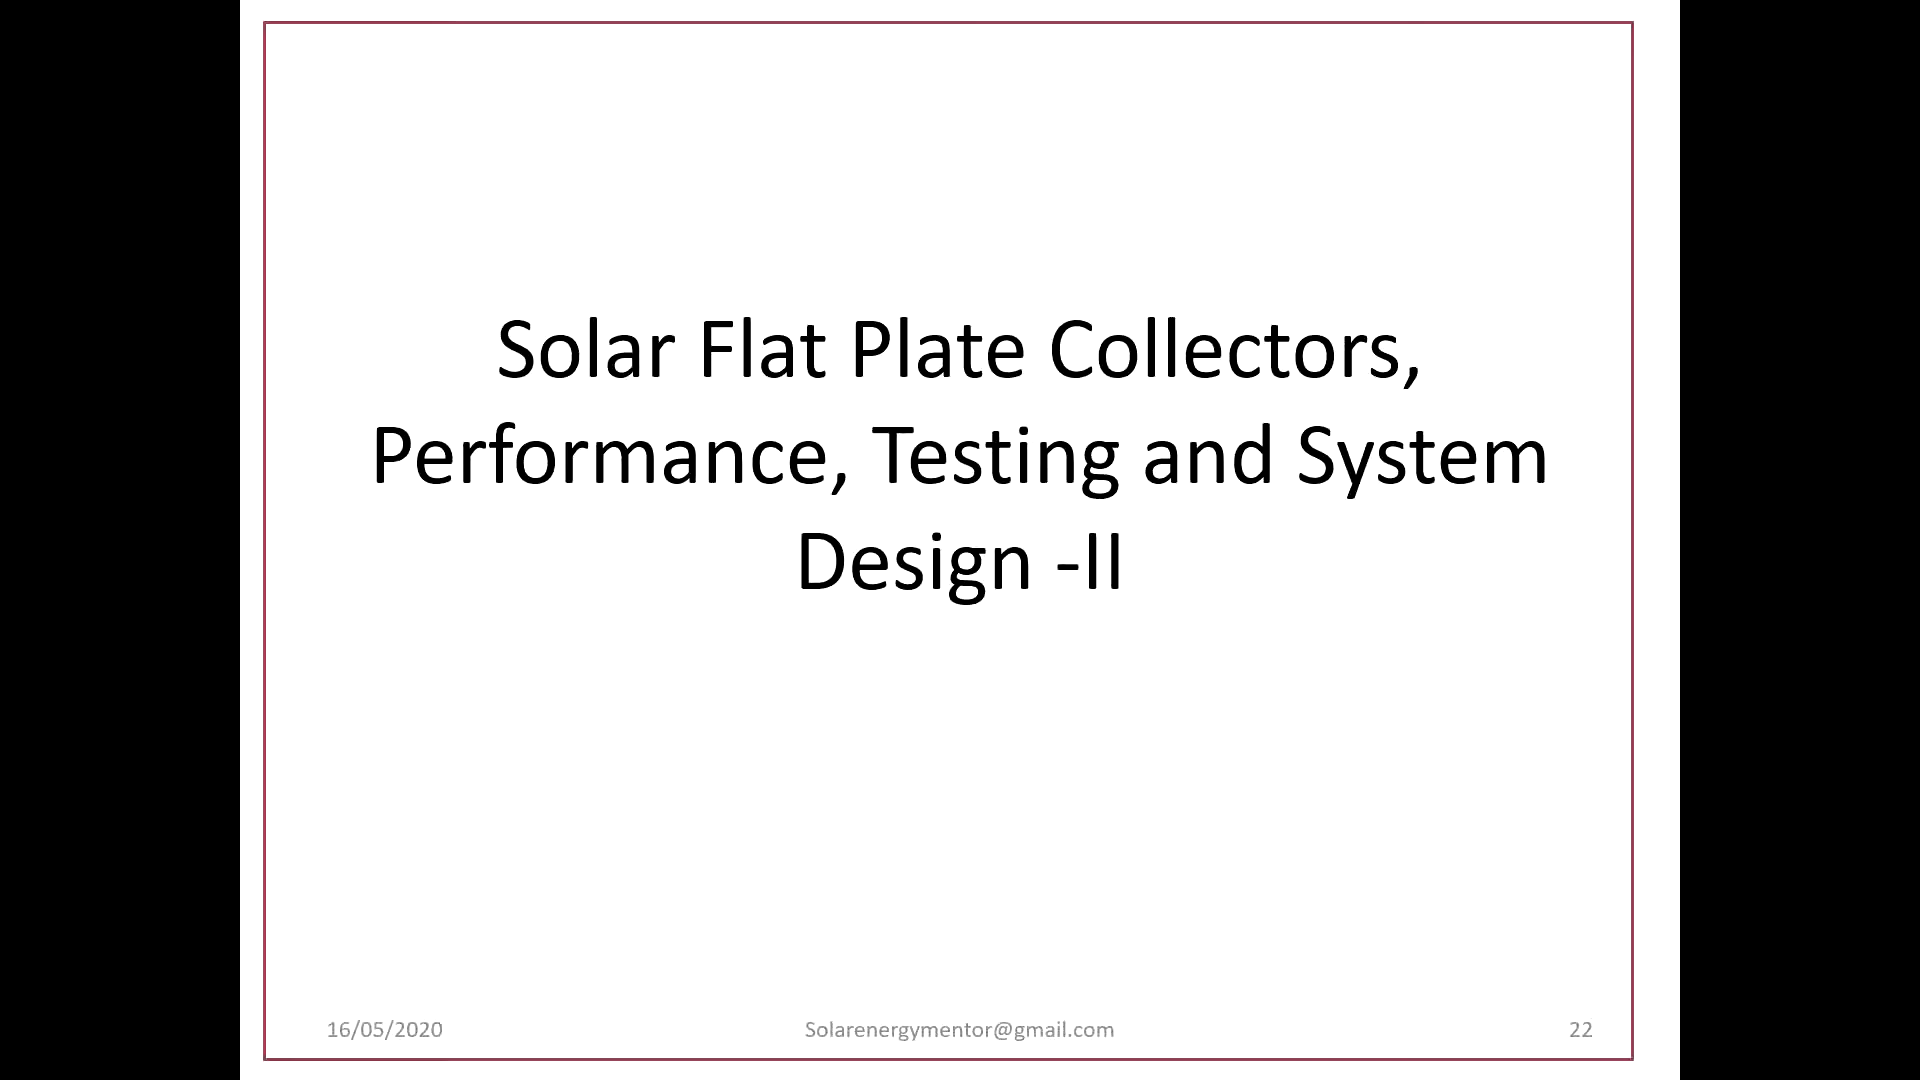 Solar Flat Plate Collectors,
Performance, Testing and System
Design -II
16/05/2020
Solarenergymentor@gmail.com
22